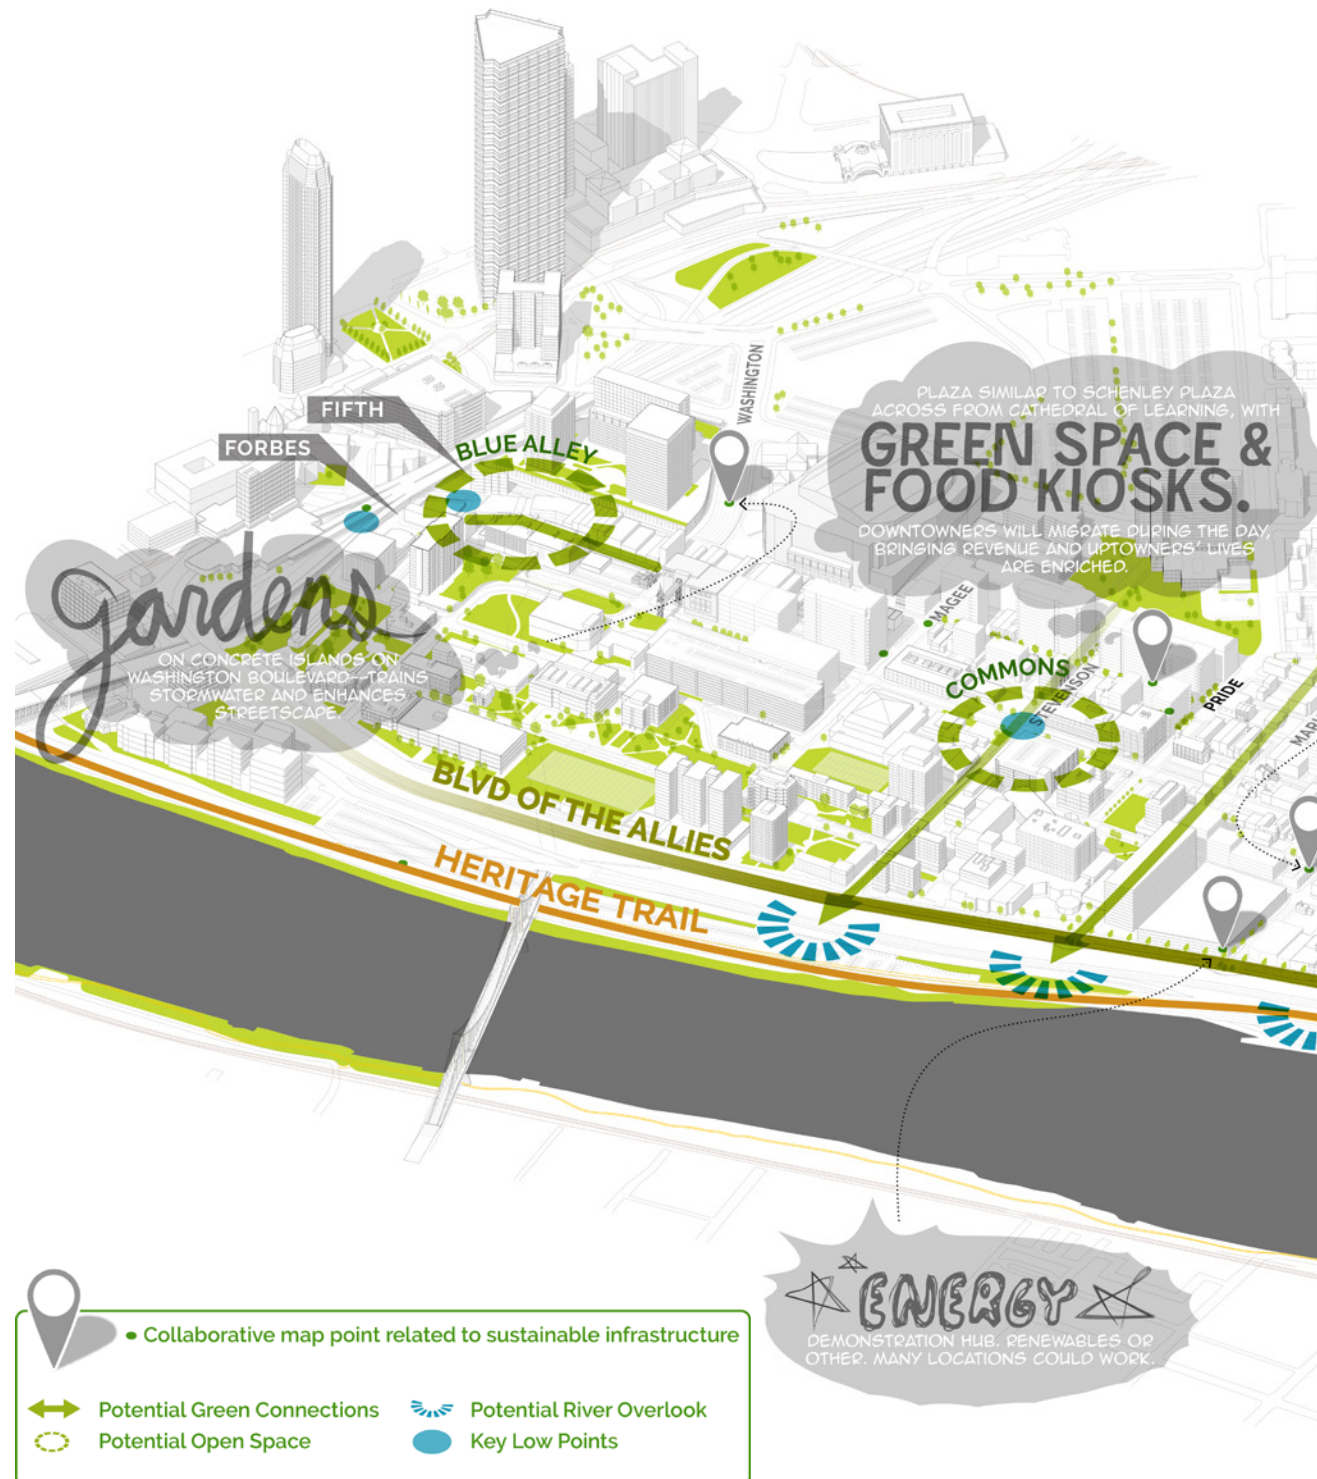 WASHINGTON
FIFTH
FORBES
BLUE ALLEY
PLAZA SIMILAR TO SCHENLEY PLAZA
ACROSS FROM CATHEDRAL OF LEARNING, WITH
GREEN SPACE &
FOOD KIOSKS.
DOWNTOWNERS WILL MIGRATE DURING THE DAY,
BRINGING REVENUE AND UPTOWNERS' LIVES
ARE ENRICHED.
gardens
ON CONCRETE ISLANDS ON
WASHINGTON BOULEVARD--TRAINS
STORMWATER AND ENHANCES
STREETSCAPE.
MAGEE
COMMONS
STEVENSON
PRIDE
BLVD OF THE ALLIES
HERITAGE TRAIL
ENERGY
DEMONSTRATION HUB. RENEWABLES OR
OTHER. MANY LOCATIONS COULD WORK.
Collaborative map point related to sustainable infrastructure
Potential Green Connections
Potential River Overlook
Potential Open Space
Key Low Points